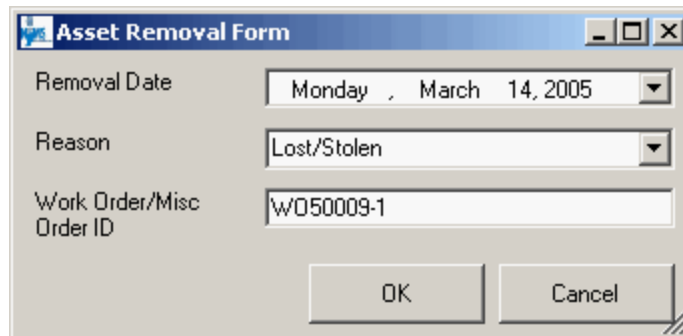 Asset Removal Form
Removal Date
Monday , March 14, 2005
Reason
Lost/Stolen
Work Order/Misc
Order ID
WO50009-1
OK
Cancel